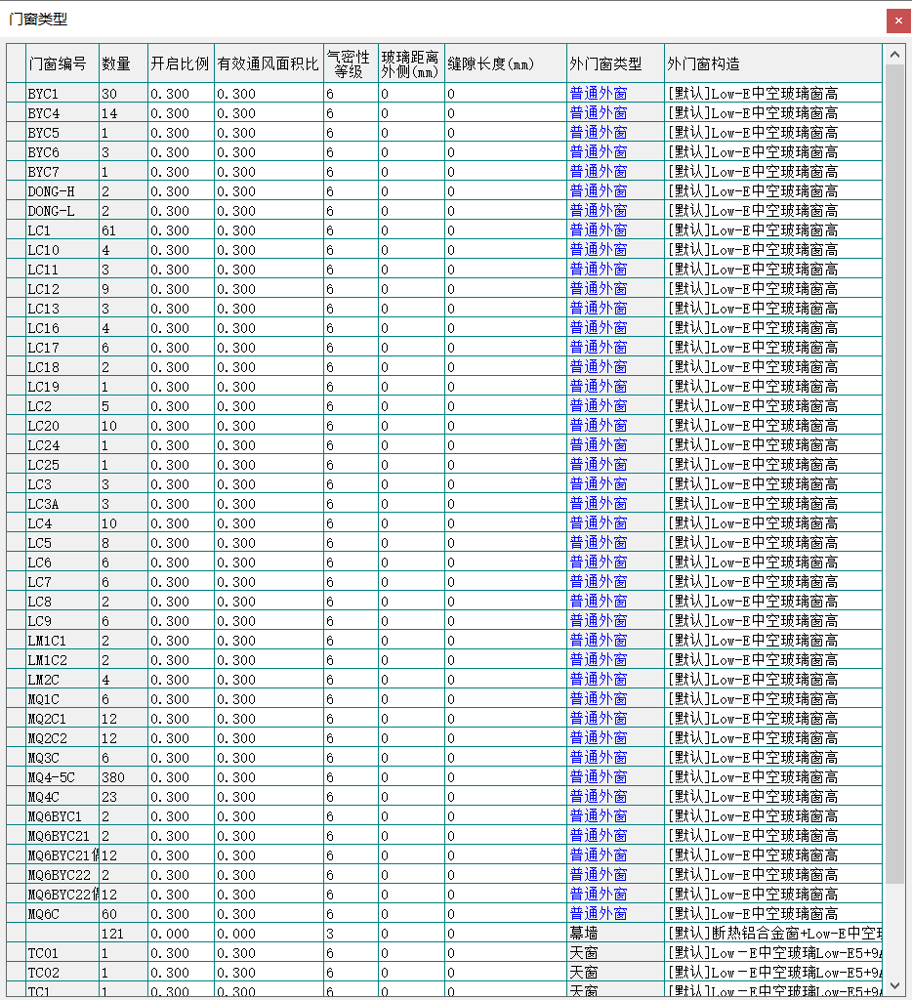 门窗类型
门窗编号 数量 开启比例 有效通风面积比 气密性等级 玻璃距离外侧(mm) 缝隙长度(mm) 外门窗类型 外门窗构造
BYC1 30 0.300 0.300 6 0 0 普通外窗 [默认]Low-E中空玻璃窗高
BYC4 14 0.300 0.300 6 0 0 普通外窗 [默认]Low-E中空玻璃窗高
BYC5 1 0.300 0.300 6 0 0 普通外窗 [默认]Low-E中空玻璃窗高
BYC6 3 0.300 0.300 6 0 0 普通外窗 [默认]Low-E中空玻璃窗高
BYC7 1 0.300 0.300 6 0 0 普通外窗 [默认]Low-E中空玻璃窗高
DONG-H 2 0.300 0.300 6 0 0 普通外窗 [默认]Low-E中空玻璃窗高
DONG-L 2 0.300 0.300 6 0 0 普通外窗 [默认]Low-E中空玻璃窗高
LC1 61 0.300 0.300 6 0 0 普通外窗 [默认]Low-E中空玻璃窗高
LC10 4 0.300 0.300 6 0 0 普通外窗 [默认]Low-E中空玻璃窗高
LC11 3 0.300 0.300 6 0 0 普通外窗 [默认]Low-E中空玻璃窗高
LC12 9 0.300 0.300 6 0 0 普通外窗 [默认]Low-E中空玻璃窗高
LC13 3 0.300 0.300 6 0 0 普通外窗 [默认]Low-E中空玻璃窗高
LC16 4 0.300 0.300 6 0 0 普通外窗 [默认]Low-E中空玻璃窗高
LC17 6 0.300 0.300 6 0 0 普通外窗 [默认]Low-E中空玻璃窗高
LC18 2 0.300 0.300 6 0 0 普通外窗 [默认]Low-E中空玻璃窗高
LC19 1 0.300 0.300 6 0 0 普通外窗 [默认]Low-E中空玻璃窗高
LC2 5 0.300 0.300 6 0 0 普通外窗 [默认]Low-E中空玻璃窗高
LC20 10 0.300 0.300 6 0 0 普通外窗 [默认]Low-E中空玻璃窗高
LC24 1 0.300 0.300 6 0 0 普通外窗 [默认]Low-E中空玻璃窗高
LC25 1 0.300 0.300 6 0 0 普通外窗 [默认]Low-E中空玻璃窗高
LC3 3 0.300 0.300 6 0 0 普通外窗 [默认]Low-E中空玻璃窗高
LC3A 3 0.300 0.300 6 0 0 普通外窗 [默认]Low-E中空玻璃窗高
LC4 10 0.300 0.300 6 0 0 普通外窗 [默认]Low-E中空玻璃窗高
LC5 8 0.300 0.300 6 0 0 普通外窗 [默认]Low-E中空玻璃窗高
LC6 6 0.300 0.300 6 0 0 普通外窗 [默认]Low-E中空玻璃窗高
LC7 6 0.300 0.300 6 0 0 普通外窗 [默认]Low-E中空玻璃窗高
LC8 2 0.300 0.300 6 0 0 普通外窗 [默认]Low-E中空玻璃窗高
LC9 6 0.300 0.300 6 0 0 普通外窗 [默认]Low-E中空玻璃窗高
LM1C1 2 0.300 0.300 6 0 0 普通外窗 [默认]Low-E中空玻璃窗高
LM1C2 2 0.300 0.300 6 0 0 普通外窗 [默认]Low-E中空玻璃窗高
LM2C 4 0.300 0.300 6 0 0 普通外窗 [默认]Low-E中空玻璃窗高
MQ1C 6 0.300 0.300 6 0 0 普通外窗 [默认]Low-E中空玻璃窗高
MQ2C1 12 0.300 0.300 6 0 0 普通外窗 [默认]Low-E中空玻璃窗高
MQ2C2 12 0.300 0.300 6 0 0 普通外窗 [默认]Low-E中空玻璃窗高
MQ3C 6 0.300 0.300 6 0 0 普通外窗 [默认]Low-E中空玻璃窗高
MQ4-5C 380 0.300 0.300 6 0 0 普通外窗 [默认]Low-E中空玻璃窗高
MQ4C 23 0.300 0.300 6 0 0 普通外窗 [默认]Low-E中空玻璃窗高
MQ6BYC1 2 0.300 0.300 6 0 0 普通外窗 [默认]Low-E中空玻璃窗高
MQ6BYC21 2 0.300 0.300 6 0 0 普通外窗 [默认]Low-E中空玻璃窗高
MQ6BYC21 12 0.300 0.300 6 0 0 普通外窗 [默认]Low-E中空玻璃窗高
MQ6BYC22 2 0.300 0.300 6 0 0 普通外窗 [默认]Low-E中空玻璃窗高
MQ6BYC22 12 0.300 0.300 6 0 0 普通外窗 [默认]Low-E中空玻璃窗高
MQ6C 60 0.300 0.300 6 0 0 普通外窗 [默认]Low-E中空玻璃窗高
121 0.000 0.000 3 0 0 幕墙 [默认]断热铝合金窗+Low-E中空玻
TC01 1 0.300 0.300 6 0 0 天窗 [默认]Low-E中空玻璃Low-E5+9A
TC02 1 0.300 0.300 6 0 0 天窗 [默认]Low-E中空玻璃Low-E5+9A
TC1 1 0.300 0.300 6 0 0 天窗 [默认]Low-E中空玻璃Low-E5+9A